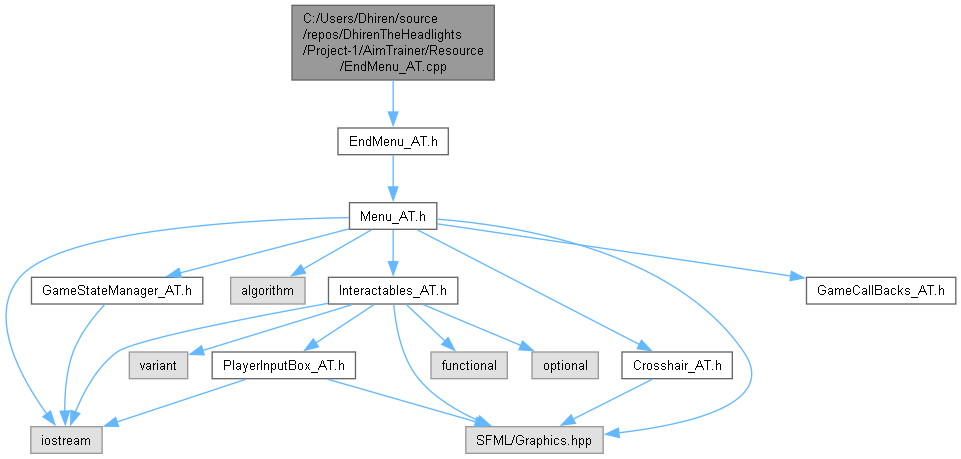 C:/Users/Dhiren/source
/repos/DhirenTheHeadlights
/Project-1/AimTrainer/Resource
/EndMenu_AT.cpp
EndMenu_AT.h
Menu_AT.h
GameStateManager_AT.h
algorithm
Interactables_AT.h
GameCallBacks_AT.h
variant
PlayerInputBox_AT.h
functional
optional
Crosshair_AT.h
iostream
SFML/Graphics.hpp